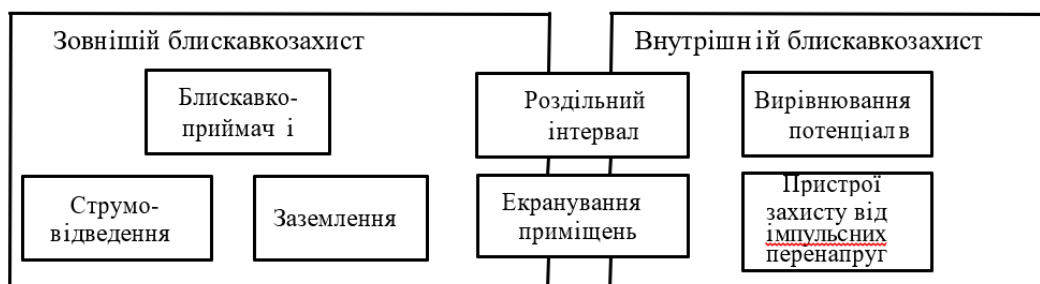 Зовнішій блискавкозахист
Внутрішн ій блискавкозахист
Блискавко-
приймач і
Роздільний
інтервал
Вирівнювання
потенціал в
Струмо-
відведення
Заземлення
Екранування
приміщень
Пристрої
захисту від
імпульсних
перенапруг